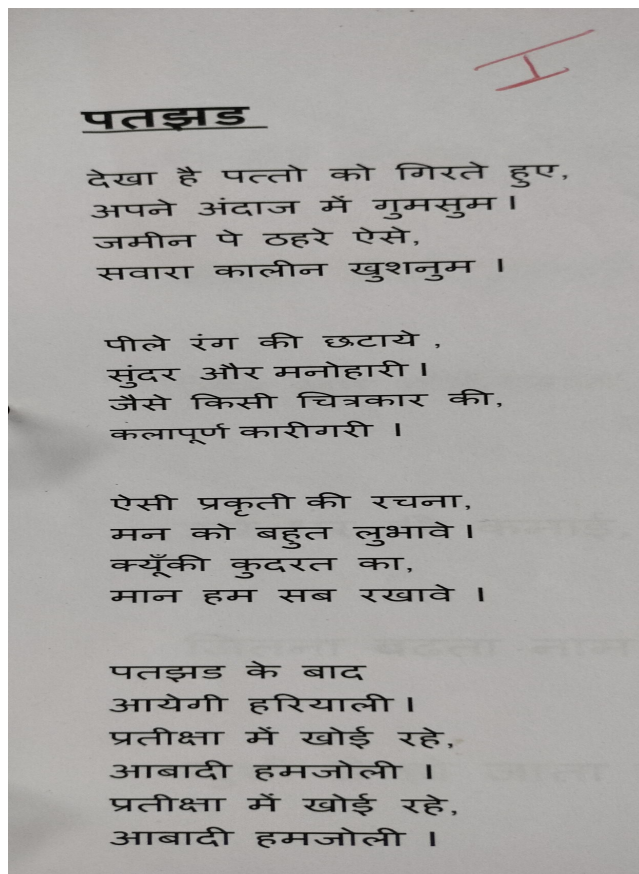 I
पतझड
देखा है पत्तो को गिरते हुए,
अपने अंदाज में गुमसुम ।
जमीन पे ठहरे ऐसे,
सवारा कालीन खुशनुम ।
पीले रंग की छटाये ,
सुंदर और मनोहारी ।
जैसे किसी चित्रकार की,
कलापूर्ण कारीगरी ।
ऐसी प्रकृती की रचना,
मन को बहुत लुभावे ।
क्यूँकी कुदरत का,
मान हम सब रखावे ।
पतझड के बाद
आयेगी हरियाली ।
प्रतीक्षा में खोई रहे,
आबादी हमजोली ।
प्रतीक्षा में खोई रहे,
आबादी हमजोली ।